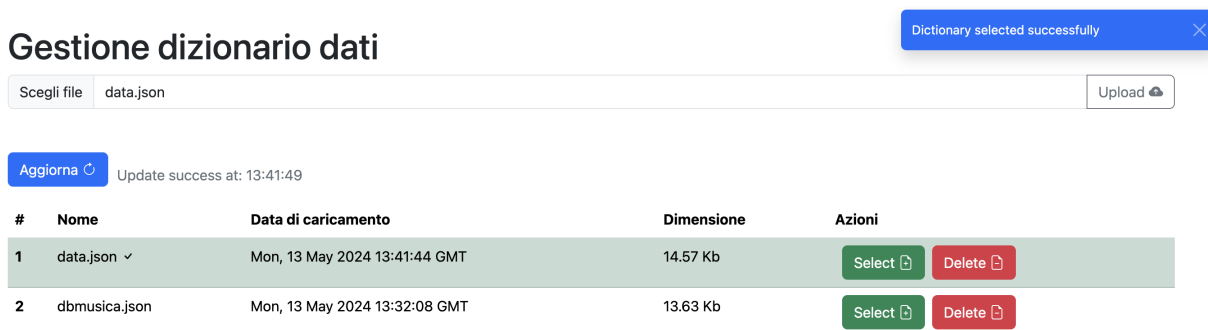 Dictionary selected successfully
Gestione dizionario dati
Scegli file data.json Upload
Aggiorna Update success at: 13:41:49
# Nome Data di caricamento Dimensione Azioni
1 data.json Mon, 13 May 2024 13:41:44 GMT 14.57 Kb Select Delete
2 dbmusica.json Mon, 13 May 2024 13:32:08 GMT 13.63 Kb Select Delete